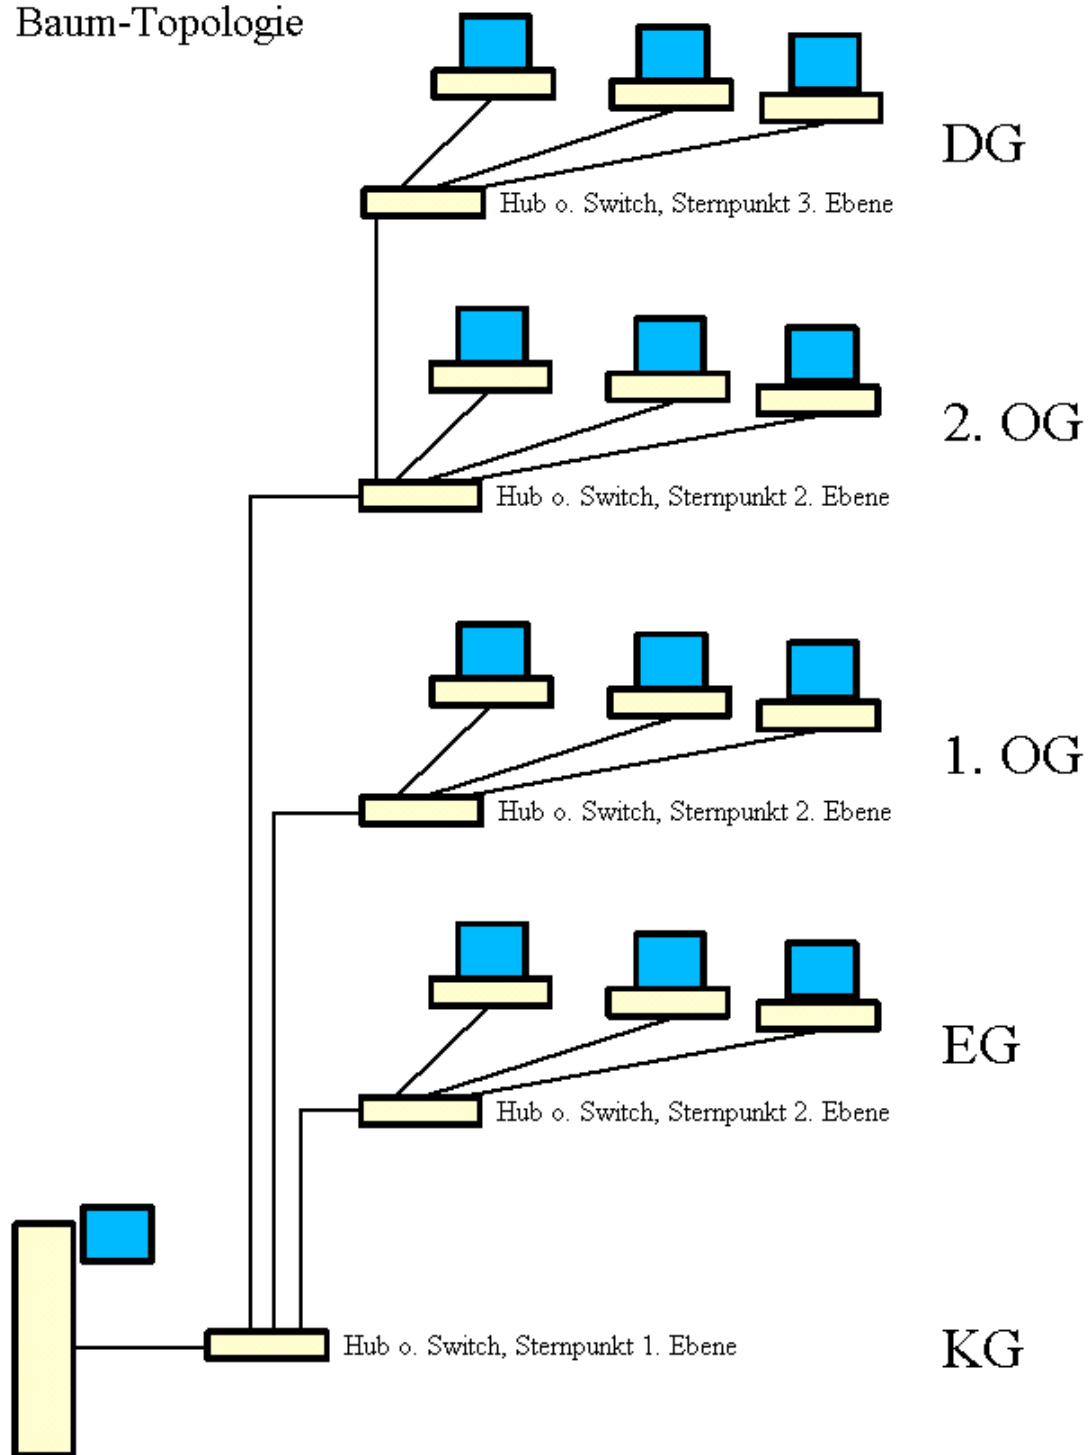 Baum-Topologie
DG
Hub o. Switch, Sternpunkt 3. Ebene
2. OG
Hub o. Switch, Sternpunkt 2. Ebene
1. OG
Hub o. Switch, Sternpunkt 2. Ebene
EG
Hub o. Switch, Sternpunkt 2. Ebene
Hub o. Switch, Sternpunkt 1. Ebene
KG